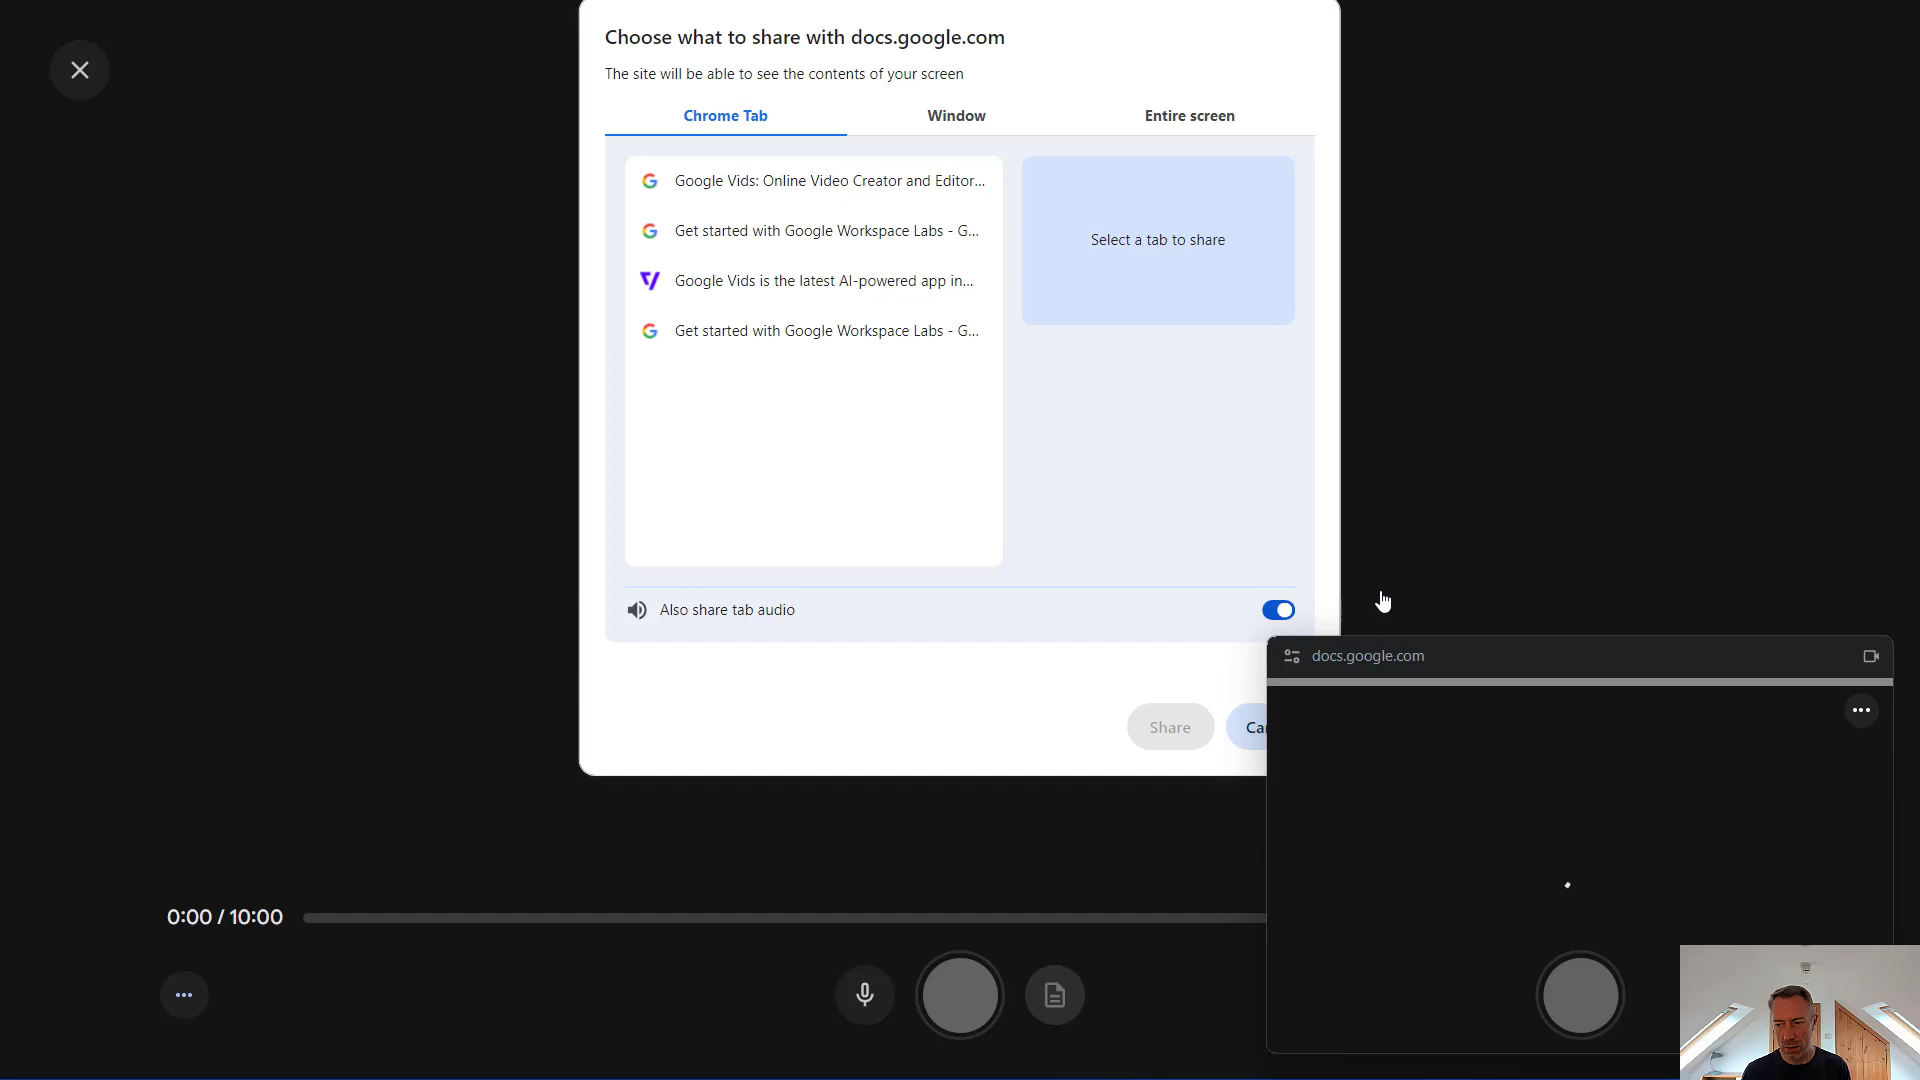 Choose what to share with docs.google.com
The site will be able to see the contents of your screen
Chrome Tab
Window
Entire screen
Google Vids: Online Video Creator and Editor...
Get started with Google Workspace Labs - G...
Google Vids is the latest AI-powered app in...
Get started with Google Workspace Labs - G...
Select a tab to share
Also share tab audio
docs.google.com
Share
Ca
0:00 / 10:00